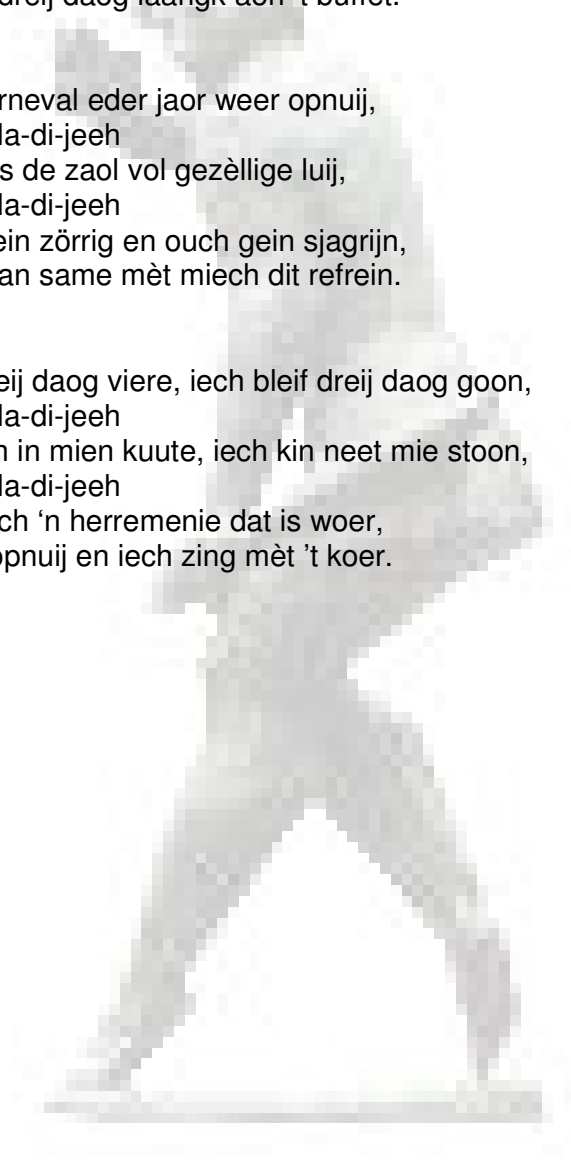 dreij daog laangk aon 't buffet.
rneval eder jaor weer opnuij,
la-di-jeeh
s de zaol vol gezèllige luij,
la-di-jeeh
ein zörrig en ouch gein sjagrijn,
an same mèt miech dit refrein.
eij daog viere, iech bleif dreij daog goon,
la-di-jeeh
n in mien kuute, iech kin neet mie stoon,
la-di-jeeh
ch ‘n herremenie dat is woer,
opnuij en iech zing mèt ’t koer.